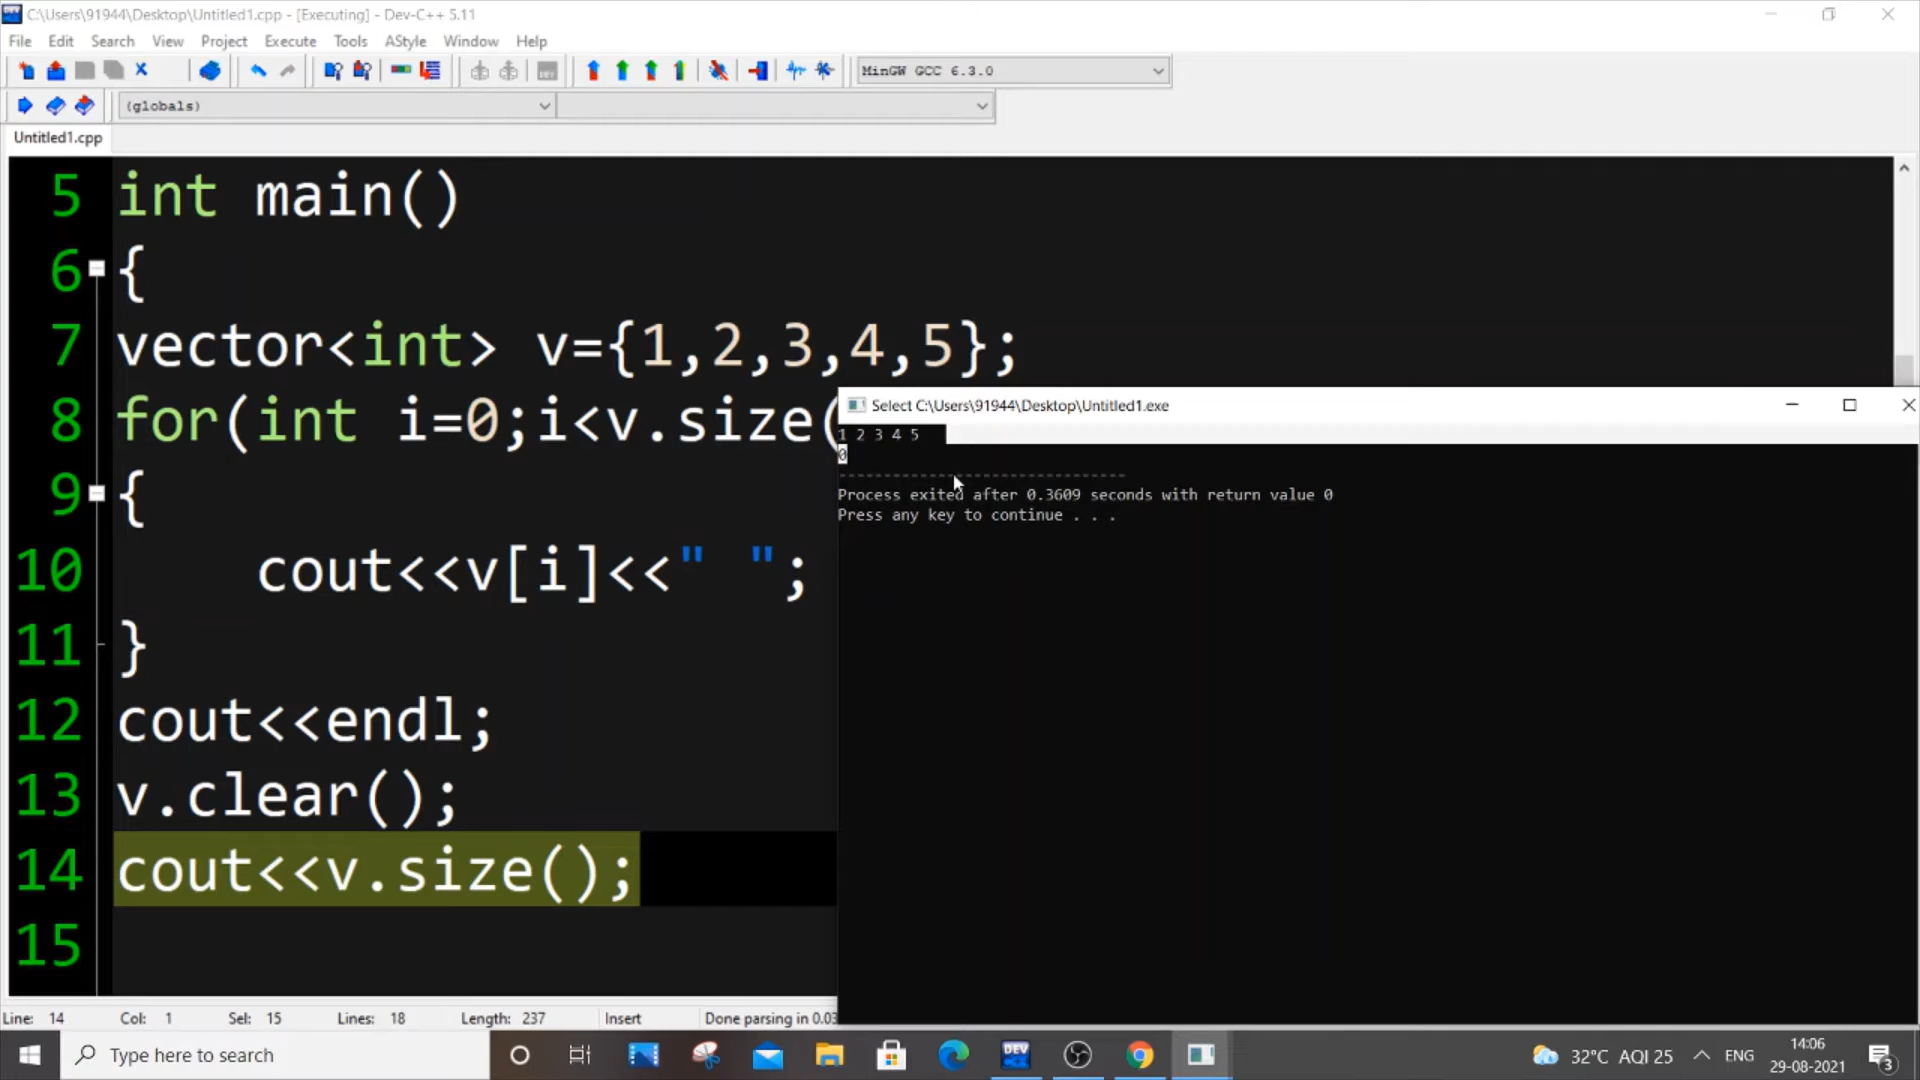 C:\Users\91944\Desktop\Untitled1.cpp - [Executing] - Dev-C++ 5.11
File Edit Search View Project Execute Tools AStyle Window Help
MinGW GCC 6.3.0
(globals)
Untitled1.cpp
5 int main()
6 {
7 vector<int> v={1,2,3,4,5};
8 for(int i=0;i<v.size(
9 {
10 cout<<v[i]<<" ";
11 }
12 cout<<endl;
13 v.clear();
14 cout<<v.size();
15
Select C:\Users\91944\Desktop\Untitled1.exe
1 2 3 4 5
0
--------------------------------
Process exited after 0.3609 seconds with return value 0
Press any key to continue . . .
Line: 14 Col: 1 Sel: 15 Lines: 18 Length: 237 Insert Done parsing in 0.03
Type here to search
DEV
32°C AQI 25
ENG
14:06
29-08-2021
3